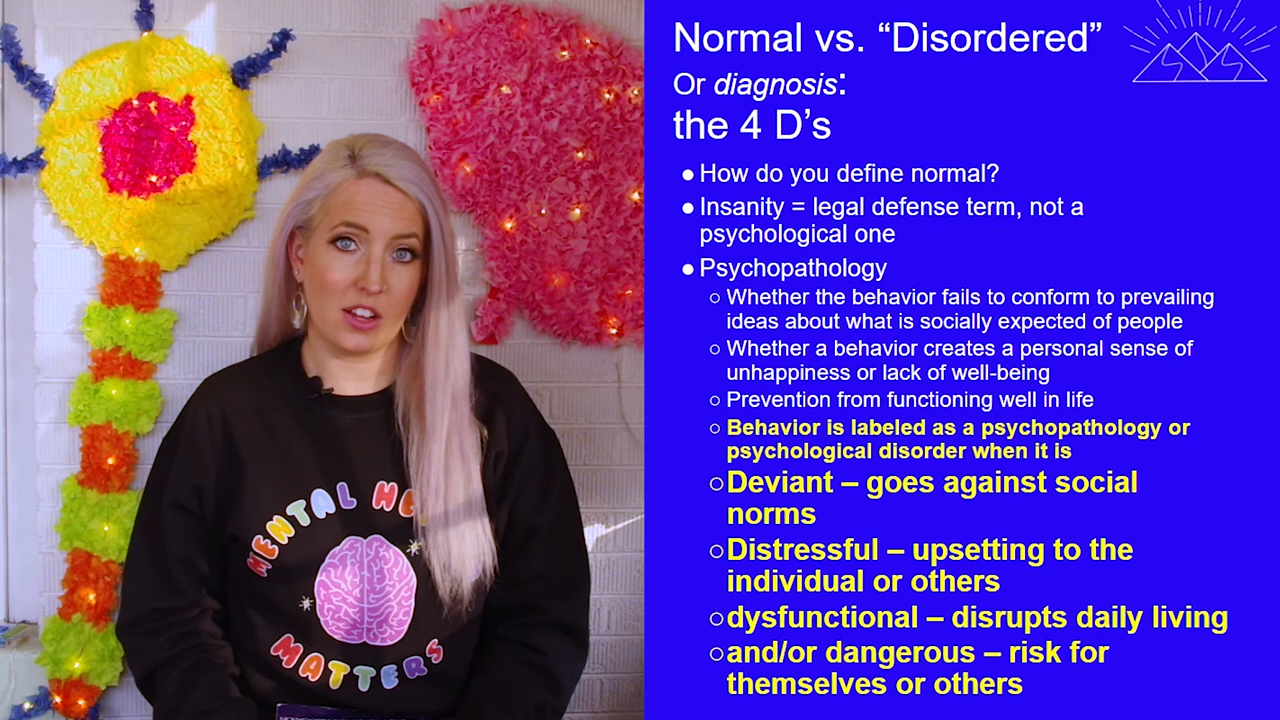 Normal vs. “Disordered”
Or diagnosis:
the 4 D’s
● How do you define normal?
● Insanity = legal defense term, not a
psychological one
● Psychopathology
○ Whether the behavior fails to conform to prevailing
ideas about what is socially expected of people
○ Whether a behavior creates a personal sense of
unhappiness or lack of well-being
○ Prevention from functioning well in life
○ Behavior is labeled as a psychopathology or
psychological disorder when it is
○ Deviant – goes against social
norms
○ Distressful – upsetting to the
individual or others
○ dysfunctional – disrupts daily living
○ and/or dangerous – risk for
themselves or others
MENTAL
MATTERS